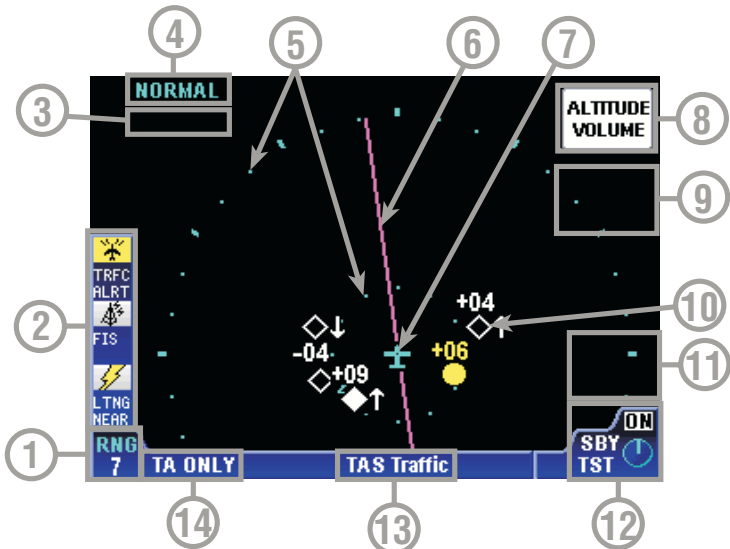 4
5
6
7
NORMAL
3
ALTITUDE
VOLUME
8
9
TRFC
ALRT
2
FIS
LTNG
NEAR
+04
10
-04
+09
+06
11
1
RNG
7
TA ONLY
TAS Traffic
ON
SBY
TST
14
13
12